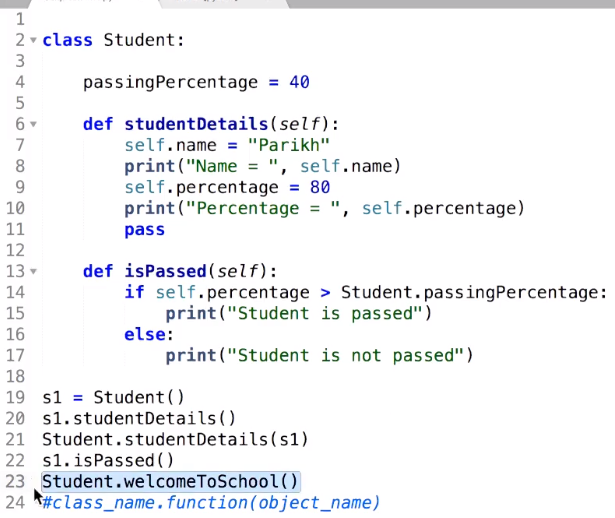 1
2 class Student:
3
4 passingPercentage = 40
5
6 def studentDetails(self):
7 self.name = "Parikh"
8 print("Name = ", self.name)
9 self.percentage = 80
10 print("Percentage = ", self.percentage)
11 pass
12
13 def isPassed(self):
14 if self.percentage > Student.passingPercentage:
15 print("Student is passed")
16 else:
17 print("Student is not passed")
18
19 s1 = Student()
20 s1.studentDetails()
21 Student.studentDetails(s1)
22 s1.isPassed()
23 Student.welcomeToSchool()
24 #class_name.function(object_name)